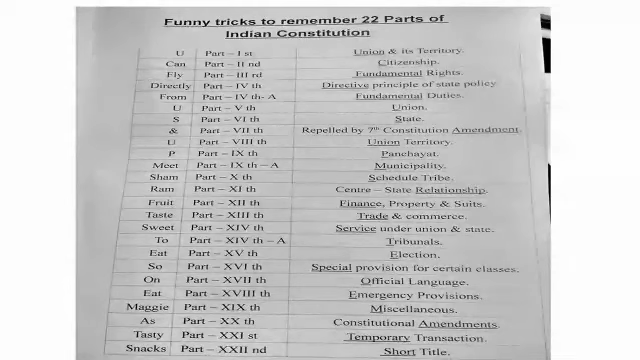 Funny tricks to remember 22 Parts of
Indian Constitution
U Part – I st Union & its Territory.
Can Part – II nd Citizenship.
Fly Part – III rd Fundamental Rights.
Directly Part – IV th Directive principle of state policy
From Part – IV th- A Fundamental Duties.
U Part – V th Union.
S Part – VI th State.
& Part – VII th Repelled by 7th Constitution Amendment.
U Part – VIII th Union Territory.
P Part – IX th Panchayat.
Meet Part – IX th – A Municipality.
Sham Part – X th Schedule Tribe.
Ram Part – XI th Centre – State Relationship.
Fruit Part – XII th Finance, Property & Suits.
Taste Part – XIII th Trade & commerce.
Sweet Part – XIV th Service under union & state.
To Part – XIV th – A Tribunals.
Eat Part – XV th Election.
So Part – XVI th Special provision for certain classes.
On Part – XVII th Official Language.
Eat Part – XVIII th Emergency Provisions.
Maggie Part – XIX th Miscellaneous.
As Part – XX th Constitutional Amendments.
Tasty Part – XXI st Temporary Transaction.
Snacks Part – XXII nd Short Title.